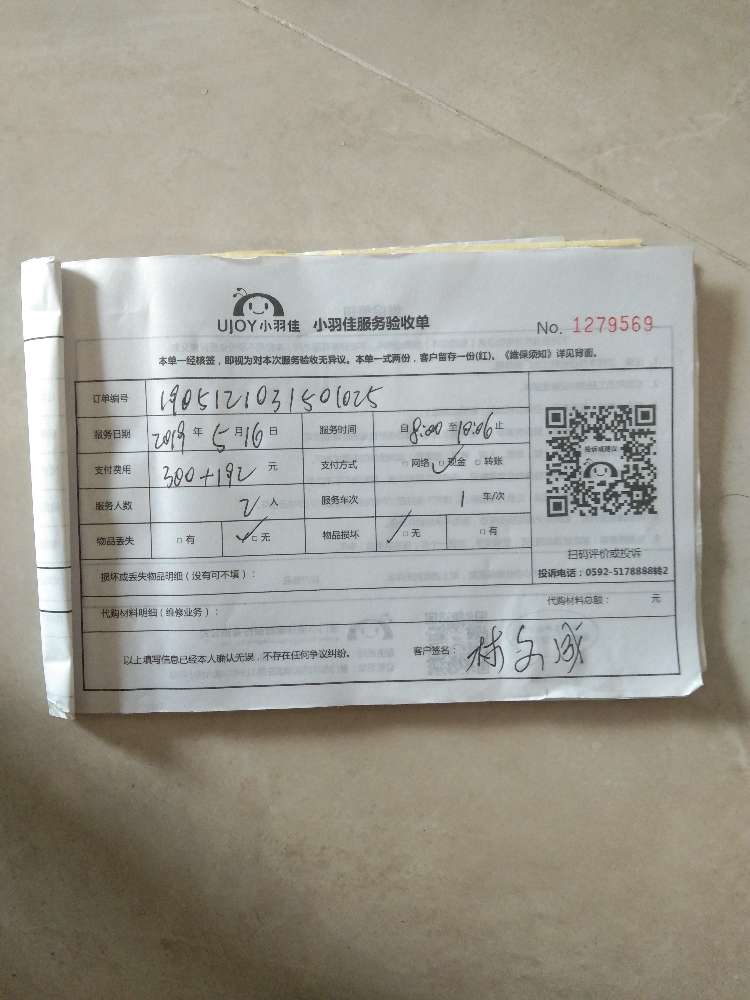 UJOY小羽佳 小羽佳服务验收单 No. 1279569
本单一经核签，即视为对本次服务验收无异议。本单一式两份，客户留存一份(红)。《维保须知》详见背面。
订单编号 1905121031501025
服务日期 2019 年 5 月 16 日 服务时间 自 8:00 至 10:06 止
支付费用 300+192 元 支付方式 □ 网络 ✓□ 现金 □ 转账
服务人数 2 人 服务车次 1 车/次
物品丢失 □ 有 ✓□ 无 物品损坏 ✓□ 无 □ 有
投诉或建议
扫码评价或投诉
投诉电话：0592-5178888转2
损坏或丢失物品明细（没有可不填）：
代购材料明细（维修业务）： 代购材料总额： 元
以上填写信息已经本人确认无误，不存在任何争议纠纷。 客户签名： 林文成